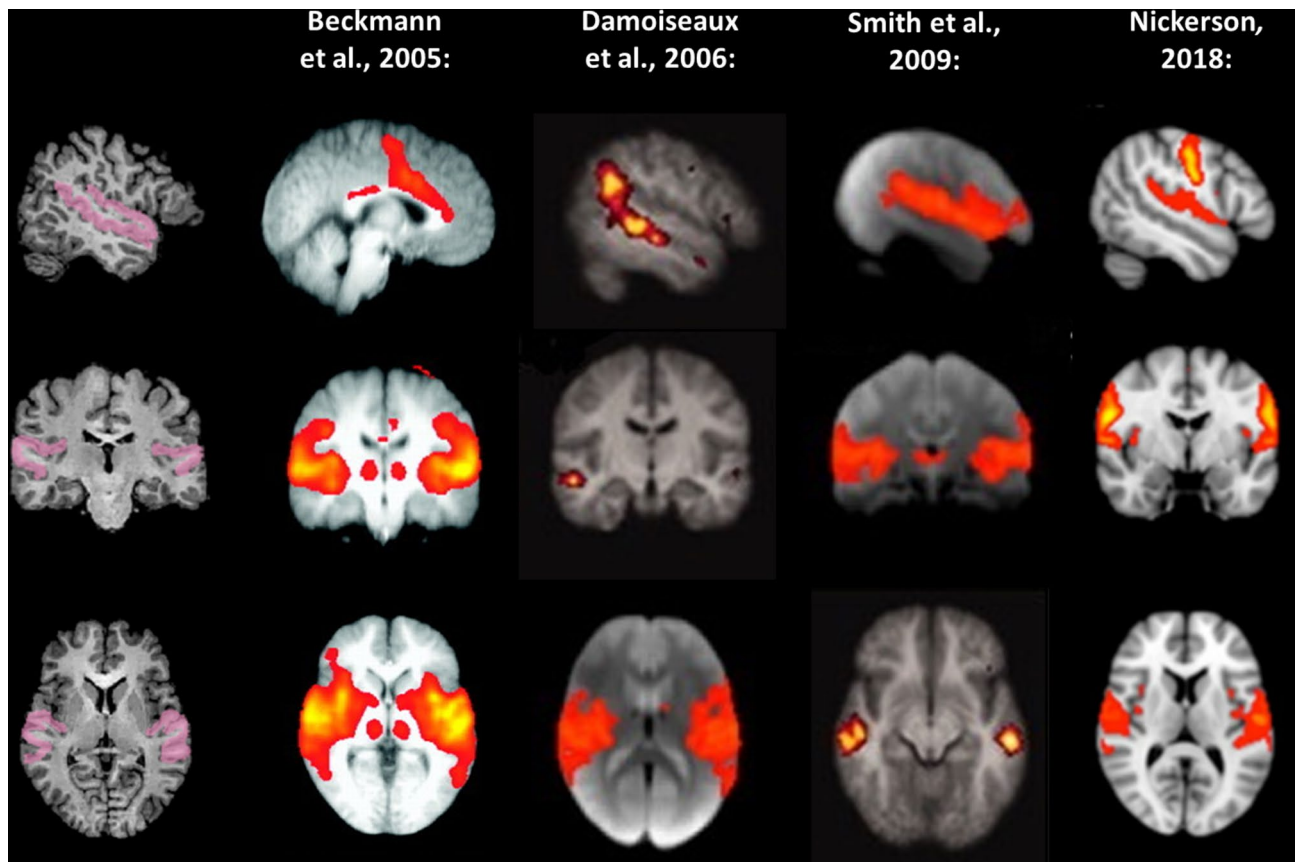 Beckmann
et al., 2005:
Damoiseaux
et al., 2006:
Smith et al.,
2009:
Nickerson,
2018: